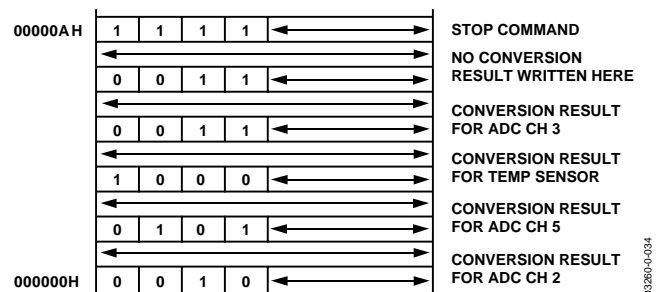 00000AH 1 1 1 1 STOP COMMAND
NO CONVERSION
0 0 1 1 RESULT WRITTEN HERE
CONVERSION RESULT
0 0 1 1 FOR ADC CH 3
CONVERSION RESULT
1 0 0 0 FOR TEMP SENSOR
CONVERSION RESULT
0 1 0 1 FOR ADC CH 5
CONVERSION RESULT
000000H 0 0 1 0 FOR ADC CH 2
03260-0-034